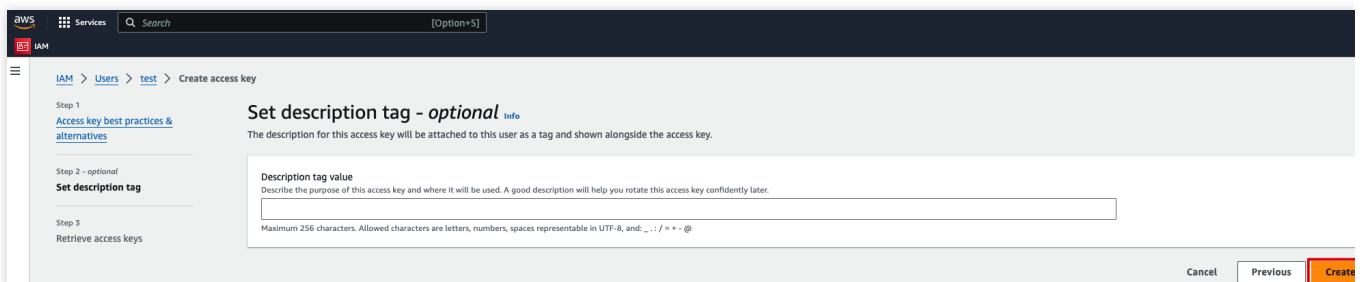 aws
Services
Search
[Option+S]
IAM
IAM > Users > test > Create access key
Step 1
Access key best practices &
alternatives
Step 2 - optional
Set description tag
Step 3
Retrieve access keys
Set description tag - optional Info
The description for this access key will be attached to this user as a tag and shown alongside the access key.
Description tag value
Describe the purpose of this access key and where it will be used. A good description will help you rotate this access key confidently later.
Maximum 256 characters. Allowed characters are letters, numbers, spaces representable in UTF-8, and: _ . : / = + - @
Cancel
Previous
Create